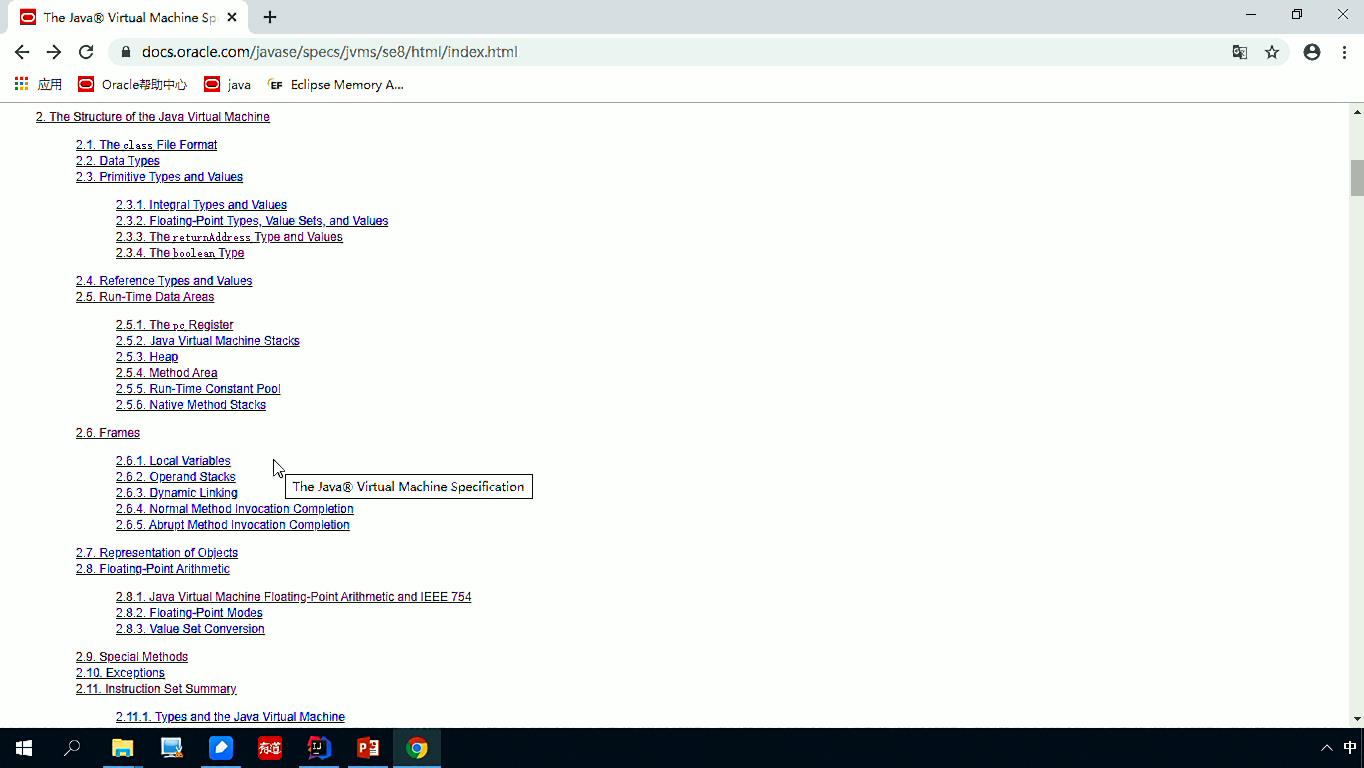 The Java® Virtual Machine Sp
docs.oracle.com/javase/specs/jvms/se8/html/index.html
应用 Oracle帮助中心 java EF Eclipse Memory A...
2. The Structure of the Java Virtual Machine
2.1. The class File Format
2.2. Data Types
2.3. Primitive Types and Values
2.3.1. Integral Types and Values
2.3.2. Floating-Point Types, Value Sets, and Values
2.3.3. The returnAddress Type and Values
2.3.4. The boolean Type
2.4. Reference Types and Values
2.5. Run-Time Data Areas
2.5.1. The pc Register
2.5.2. Java Virtual Machine Stacks
2.5.3. Heap
2.5.4. Method Area
2.5.5. Run-Time Constant Pool
2.5.6. Native Method Stacks
2.6. Frames
2.6.1. Local Variables
2.6.2. Operand Stacks
The Java® Virtual Machine Specification
2.6.3. Dynamic Linking
2.6.4. Normal Method Invocation Completion
2.6.5. Abrupt Method Invocation Completion
2.7. Representation of Objects
2.8. Floating-Point Arithmetic
2.8.1. Java Virtual Machine Floating-Point Arithmetic and IEEE 754
2.8.2. Floating-Point Modes
2.8.3. Value Set Conversion
2.9. Special Methods
2.10. Exceptions
2.11. Instruction Set Summary
2.11.1. Types and the Java Virtual Machine
有道 IJ P 中